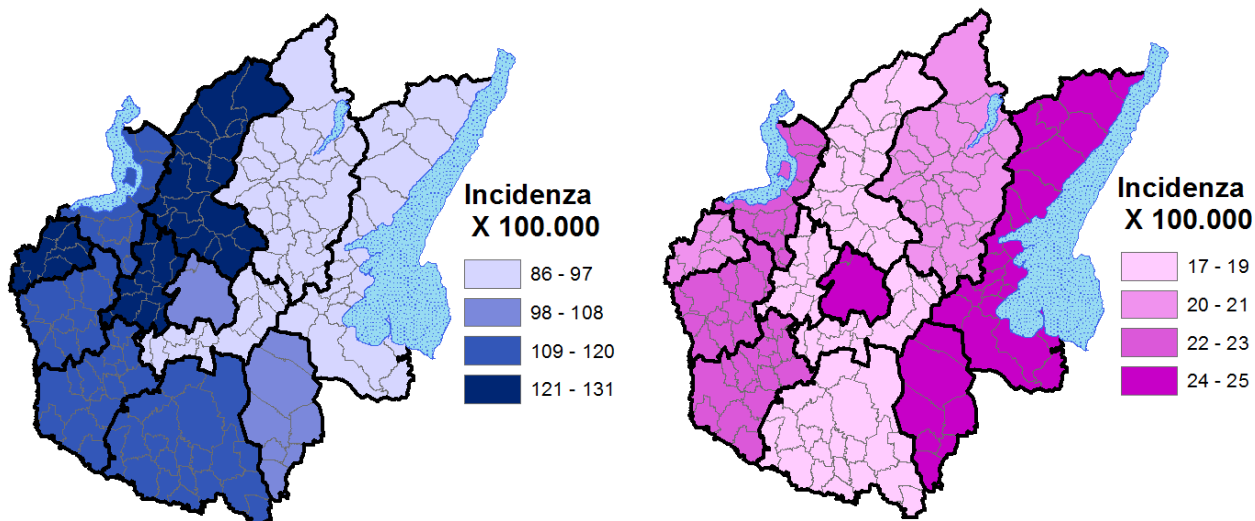 Incidenza
X 100.000
86 - 97
98 - 108
109 - 120
121 - 131
Incidenza
X 100.000
17 - 19
20 - 21
22 - 23
24 - 25